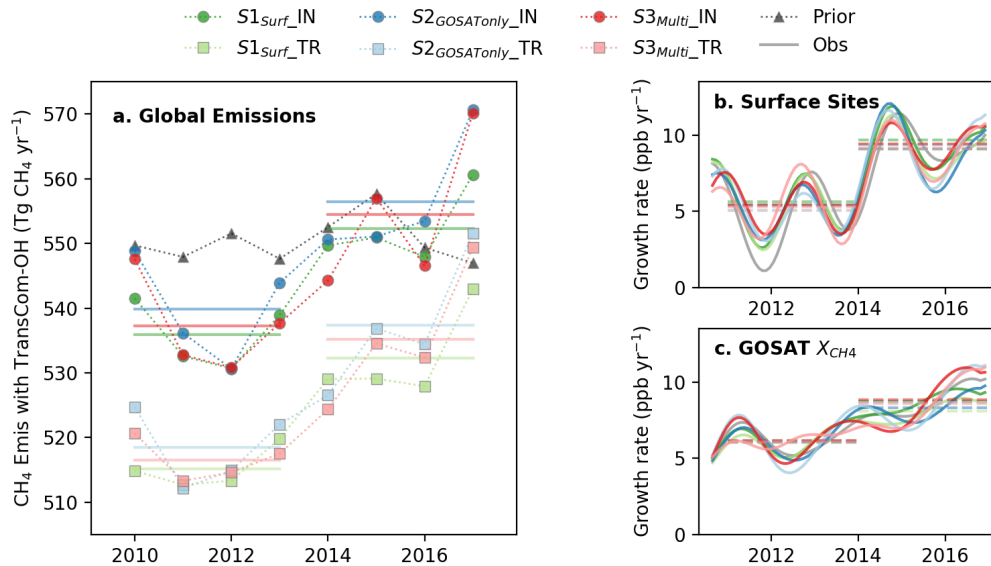 S1Surf_IN S2GOSATonly_IN S3Multi_IN Prior
S1Surf_TR S2GOSATonly_TR S3Multi_TR Obs
a. Global Emissions
CH4 Emis with TransCom-OH (Tg CH4 yr−1)
570
560
550
540
530
520
510
2010 2012 2014 2016
b. Surface Sites
Growth rate (ppb yr−1)
10
5
0
2012 2014 2016
c. GOSAT XCH4
Growth rate (ppb yr−1)
10
5
0
2012 2014 2016